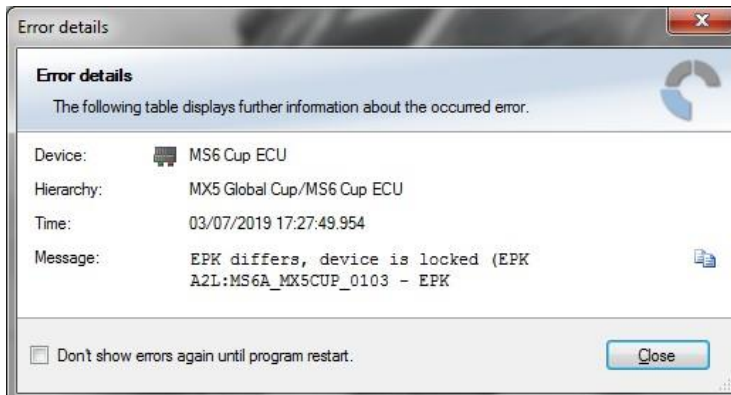 Error details
Error details
The following table displays further information about the occurred error.
Device: MS6 Cup ECU
Hierarchy: MX5 Global Cup/MS6 Cup ECU
Time: 03/07/2019 17:27:49.954
Message: EPK differs, device is locked (EPK
A2L:MS6A_MX5CUP_0103 - EPK
Don't show errors again until program restart.
Close